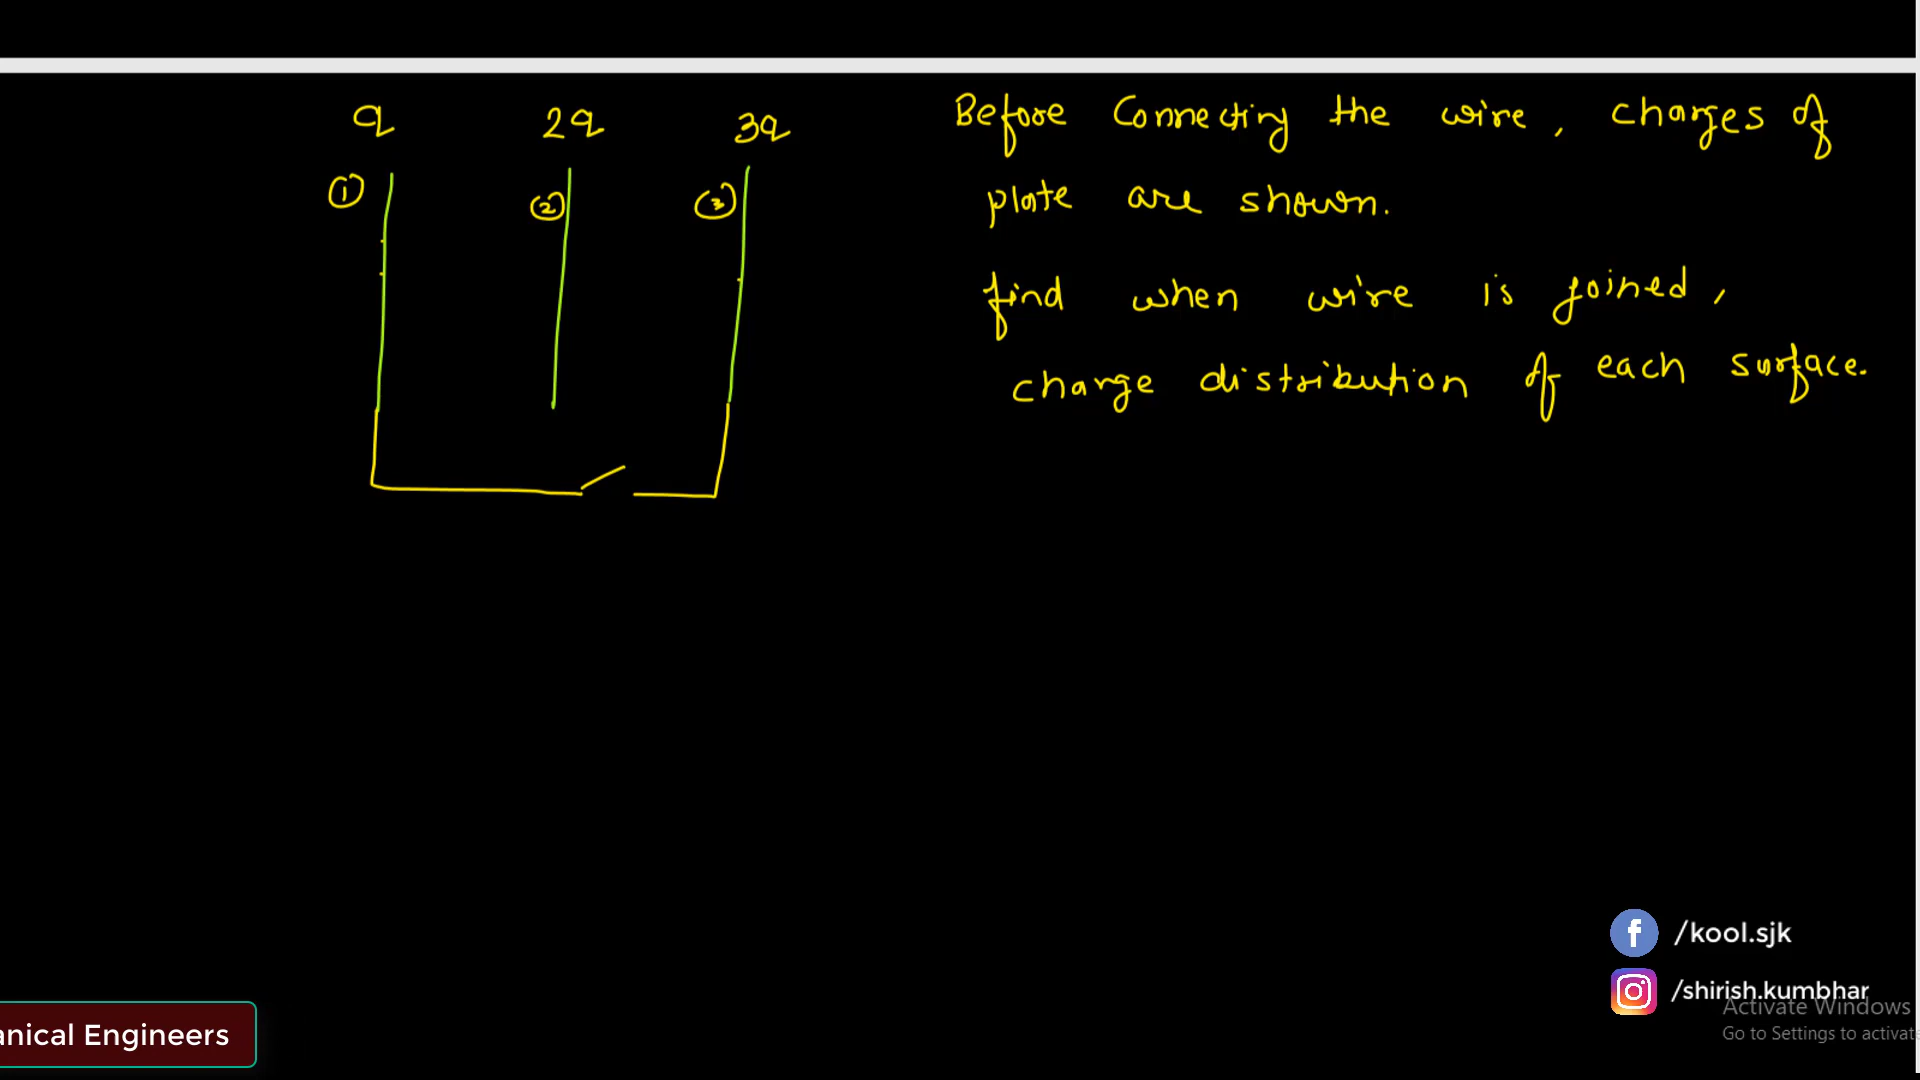 q 2q 3q
① ② ③
Before Connecting the wire, charges of
plate are shown.
find when wire is joined,
charge distribution of each surface.
/kool.sjk
/shirish.kumbhar
Activate Windows
Go to Settings to activat
anical Engineers